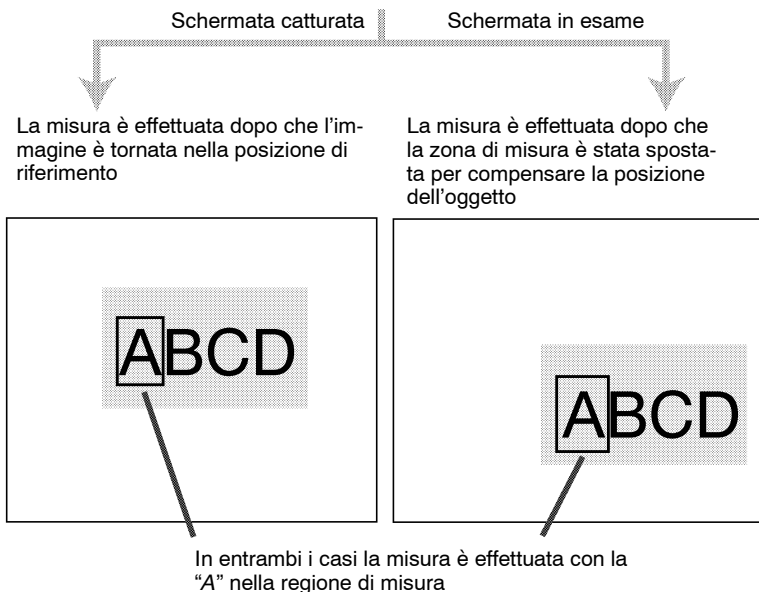 Schermata catturata
Schermata in esame
La misura è effettuata dopo che l'im-
magine è tornata nella posizione di
riferimento
La misura è effettuata dopo che
la zona di misura è stata sposta-
ta per compensare la posizione
dell'oggetto
ABCD
ABCD
In entrambi i casi la misura è effettuata con la
“A” nella regione di misura